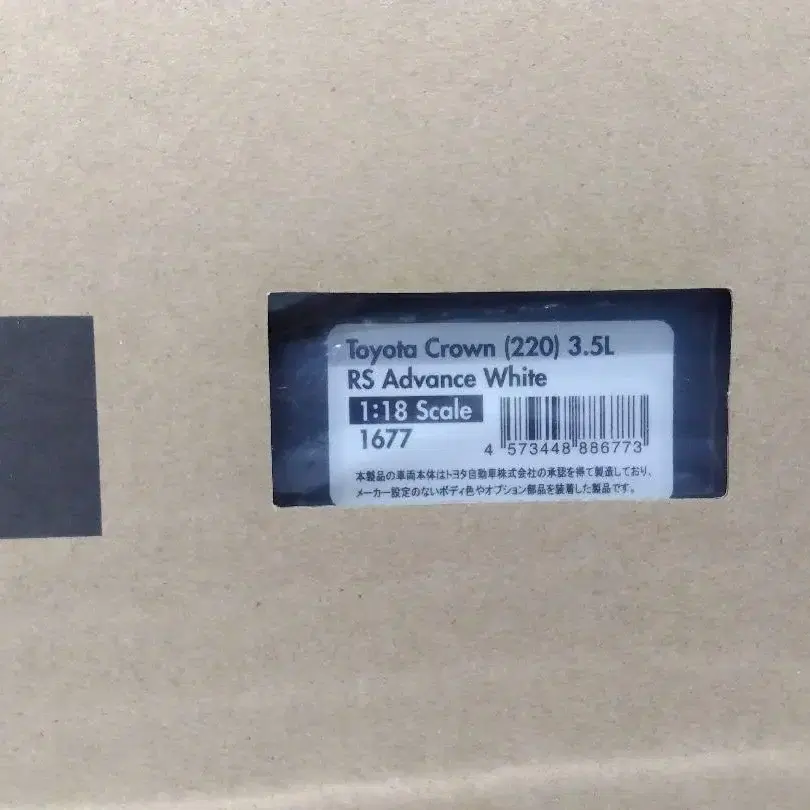 Toyota Crown (220) 3.5L
RS Advance White
1:18 Scale
1677
4 573448 886773
本製品の車両本体はトヨタ自動車株式会社の承認を得て製造しており、
メーカー設定のないボディ色やオプション部品を装着した製品です。